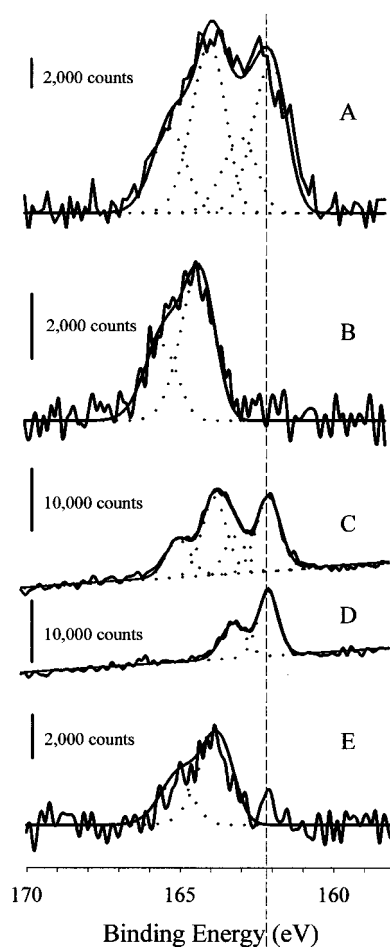 2,000 counts
A
2,000 counts
B
10,000 counts
C
10,000 counts
D
2,000 counts
E
170 165 160
Binding Energy (eV)